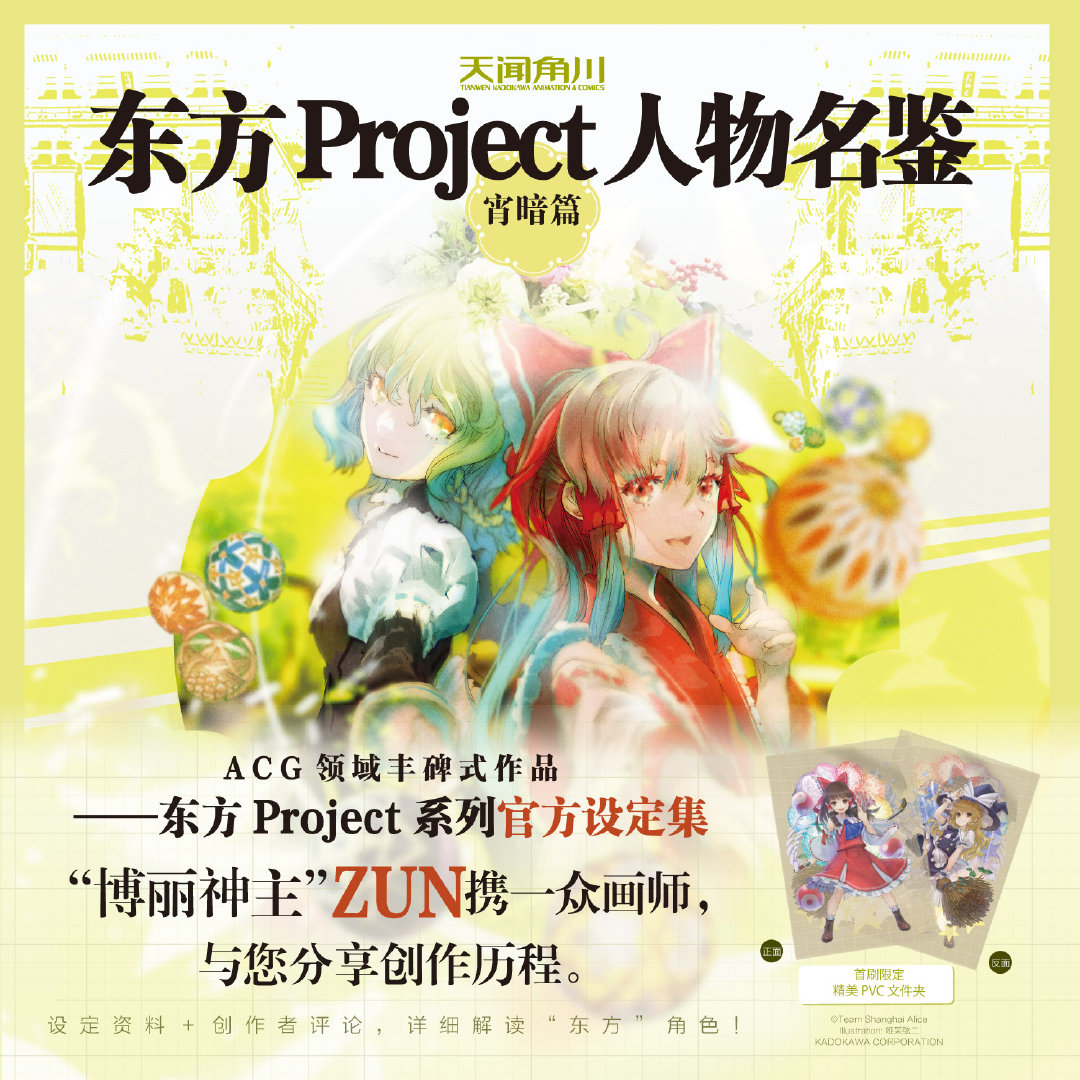 天闻角川
TIANWEN KADOKAWA ANIMATION & COMICS
东方Project人物名鉴
宵暗篇
ACG领域丰碑式作品
——东方Project系列官方设定集
“博丽神主”ZUN携一众画师，
与您分享创作历程。
设定资料+创作者评论，详细解读“东方”角色！
正面
反面
首刷限定
精美PVC文件夹
©Team Shanghai Alice
Illustration: 哑采弦二
KADOKAWA CORPORATION